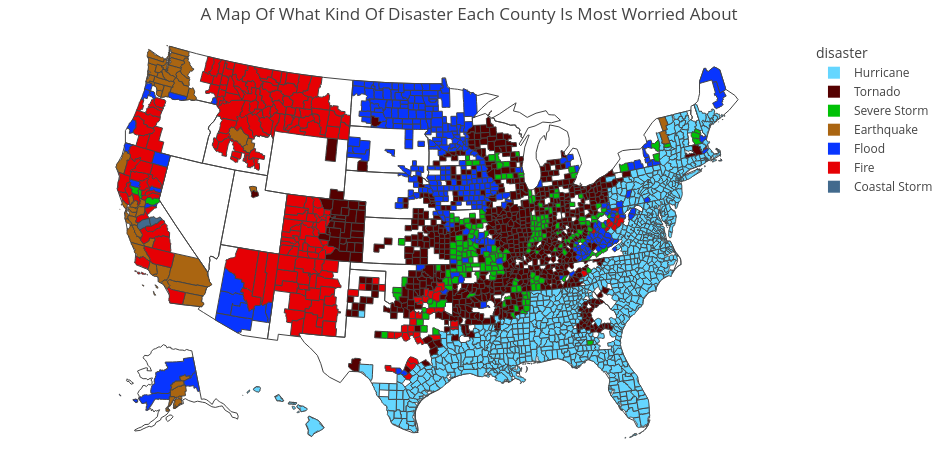 A Map Of What Kind Of Disaster Each County Is Most Worried About
disaster
Hurricane
Tornado
Severe Storm
Earthquake
Flood
Fire
Coastal Storm